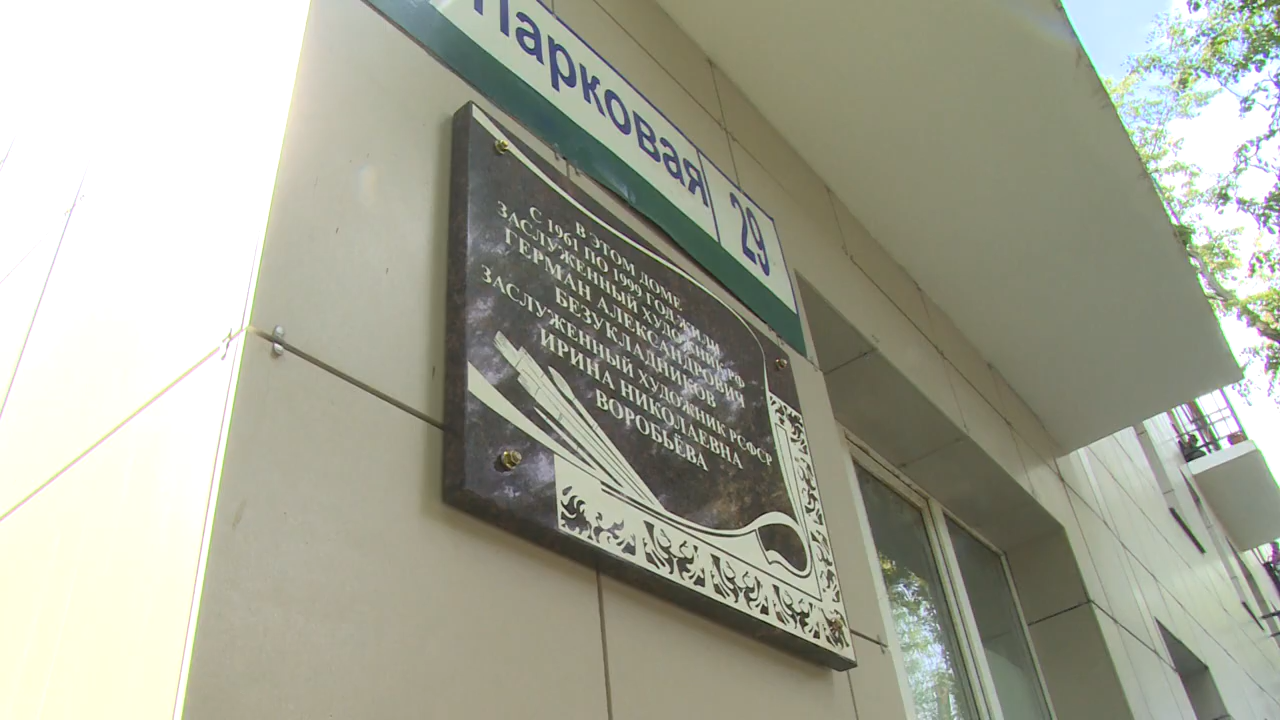 Парковая 29
В ЭТОМ ДОМЕ
С 1961 ПО 1999 ГОД ЖИЛИ
ЗАСЛУЖЕННЫЙ ХУДОЖНИК РФ
ГЕРМАН АЛЕКСАНДРОВИЧ
БЕЗУКЛАДНИКОВ
ЗАСЛУЖЕННЫЙ ХУДОЖНИК РСФСР
ИРИНА НИКОЛАЕВНА
ВОРОБЬЁВА